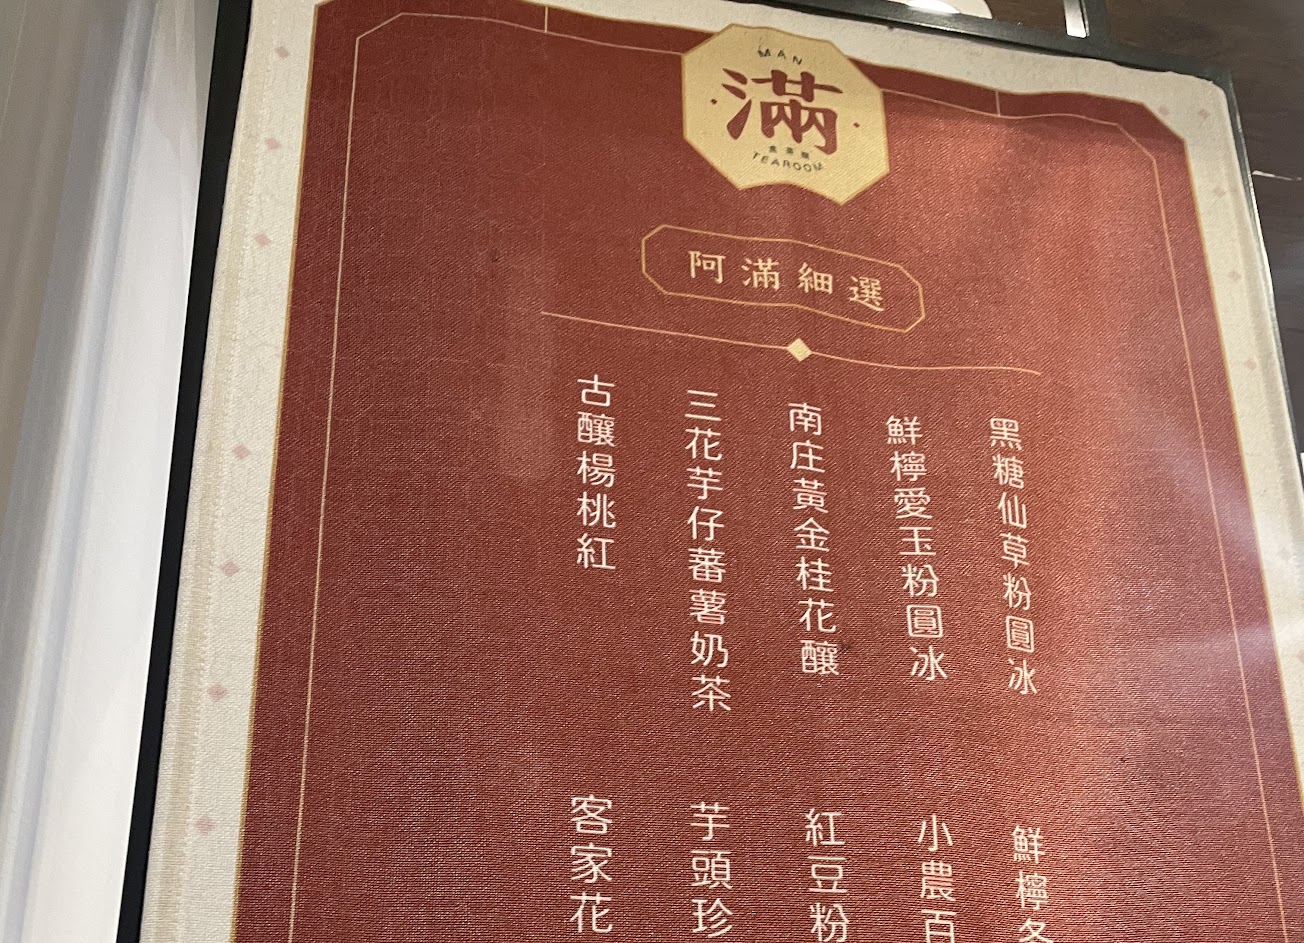 MAN
滿
TEAROOM
阿滿細選
黑糖仙草粉圓冰
鮮檸愛玉粉圓冰
南庄黃金桂花釀
三花芋仔蕃薯奶茶
古釀楊桃紅
鮮檸冬
小農百
紅豆粉
芋頭珍
客家花